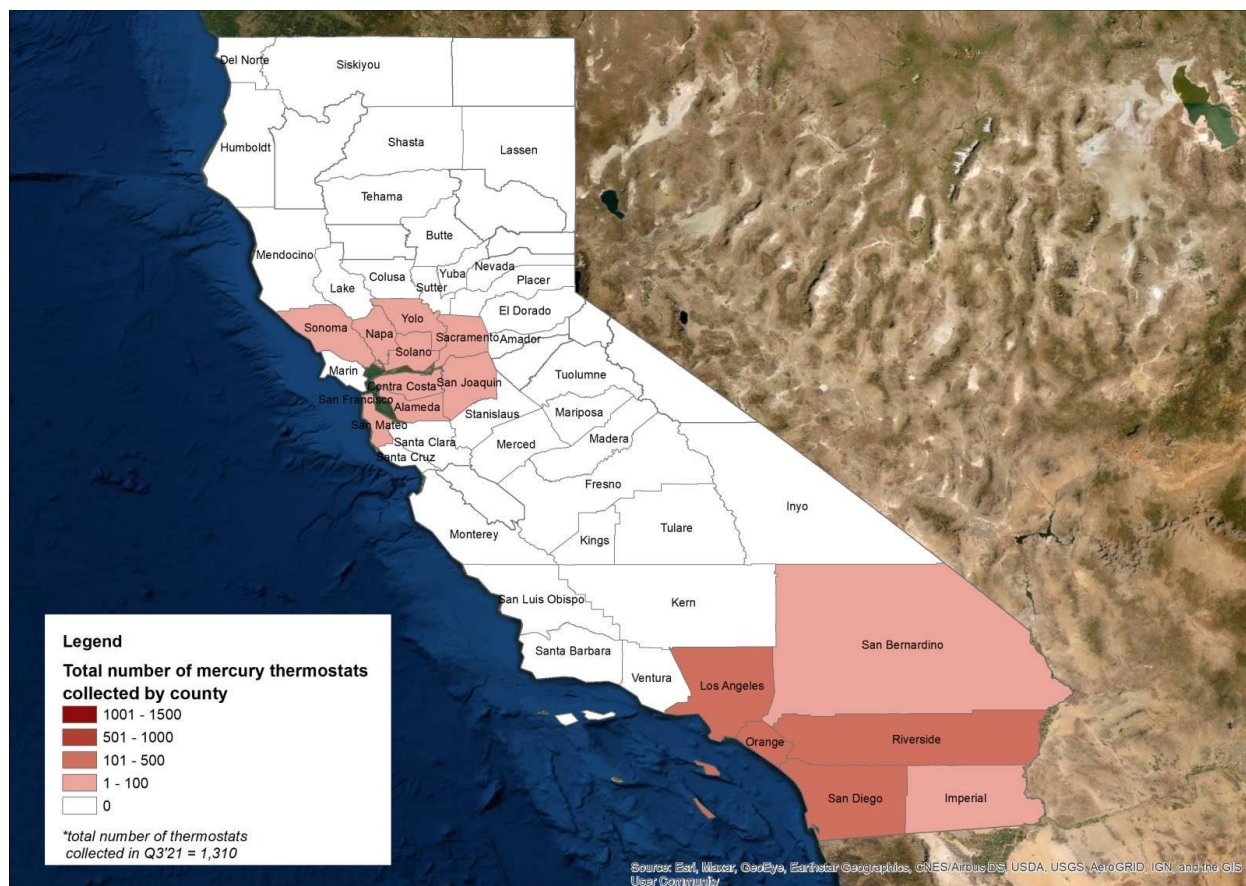 Del Norte
Siskiyou
Humboldt
Shasta
Lassen
Tehama
Butte
Mendocino
Nevada
Colusa
Yuba
Placer
Lake
Sutter
El Dorado
Yolo
Sonoma
Napa
Sacramento
Amador
Solano
Marin
Tuolumne
Contra Costa
San Joaquin
San Francisco
Alameda
Stanislaus
Mariposa
San Mateo
Santa Clara
Merced
Madera
Santa Cruz
Fresno
Inyo
Tulare
Monterey
Kings
San Luis Obispo
Kern
San Bernardino
Santa Barbara
Ventura
Los Angeles
Orange
Riverside
San Diego
Imperial
Legend
Total number of mercury thermostats
collected by county
1001 - 1500
501 - 1000
101 - 500
1 - 100
0
*total number of thermostats
collected in Q3'21 = 1,310
Source: Esri, Maxar, GeoEye, Earthstar Geographics, CNES/Airbus DS, USDA, USGS, AeroGRID, IGN, and the GIS
User Community